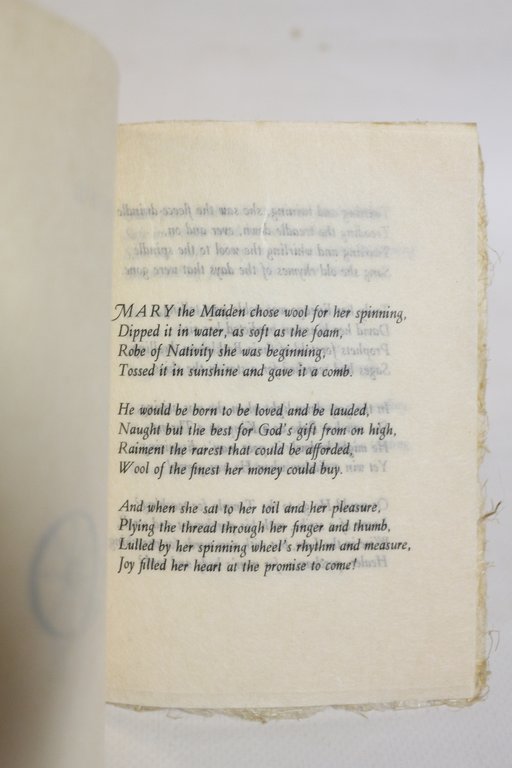 MARY the Maiden chose wool for her spinning,
Dipped it in water, as soft as the foam,
Robe of Nativity she was beginning,
Tossed it in sunshine and gave it a comb.
He would be born to be loved and be lauded,
Naught but the best for God's gift from on high,
Raiment the rarest that could be afforded,
Wool of the finest her money could buy.
And when she sat to her toil and her pleasure,
Plying the thread through her finger and thumb,
Lulled by her spinning wheel's rhythm and measure,
Joy filled her heart at the promise to come!